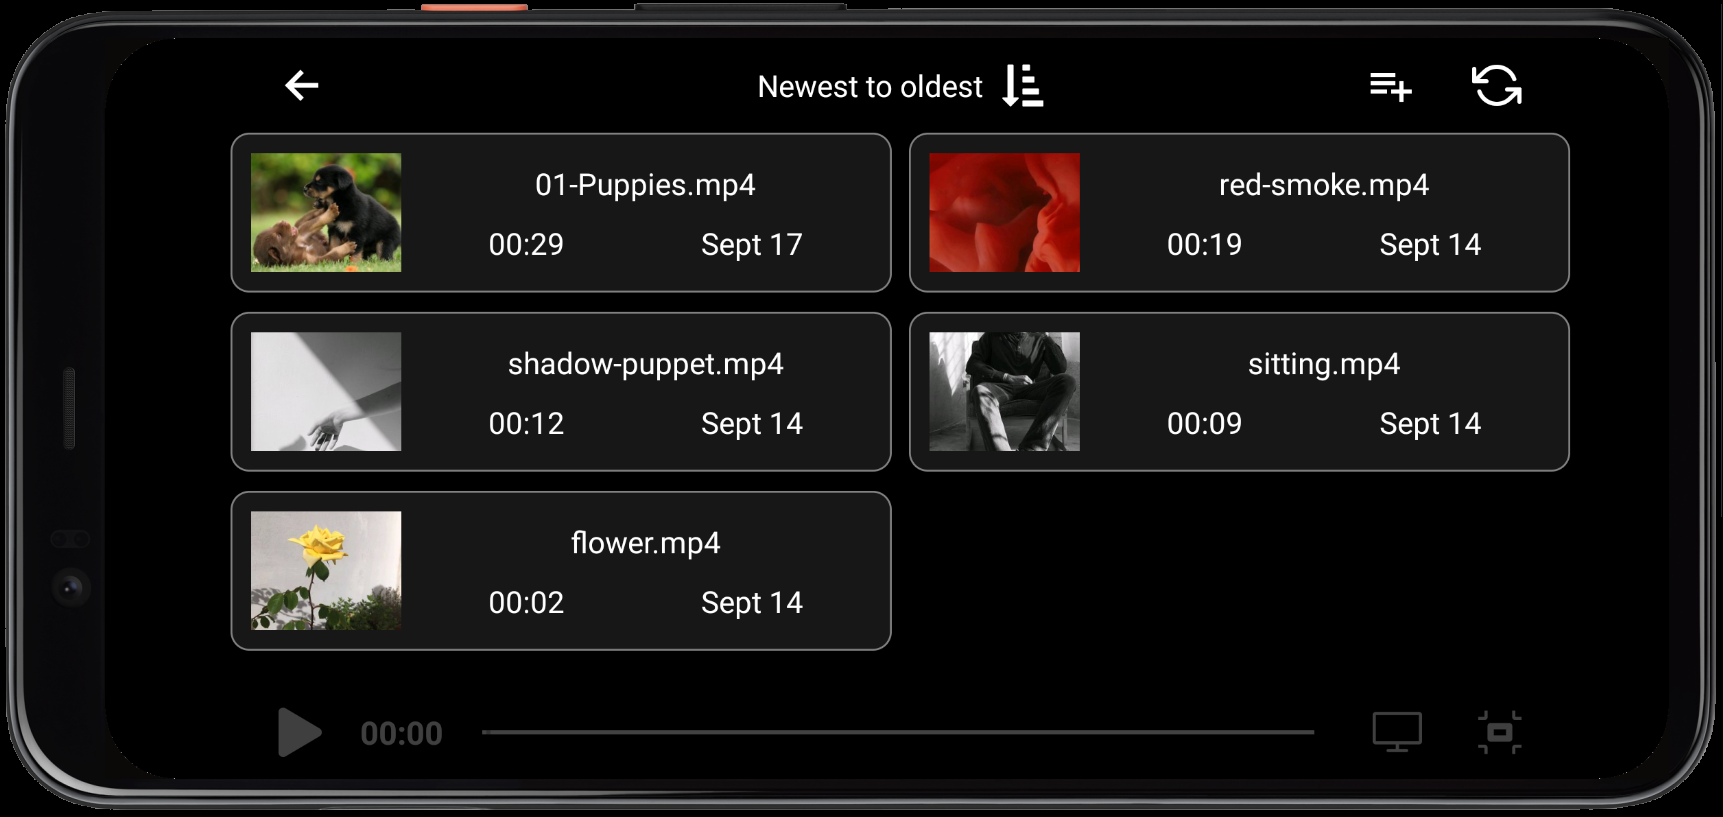 Newest to oldest
01-Puppies.mp4
00:29 Sept 17
red-smoke.mp4
00:19 Sept 14
shadow-puppet.mp4
00:12 Sept 14
sitting.mp4
00:09 Sept 14
flower.mp4
00:02 Sept 14
00:00